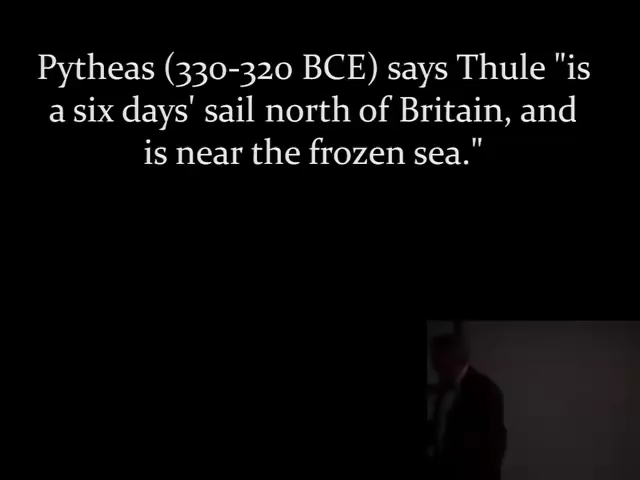 Pytheas (330-320 BCE) says Thule "is
a six days' sail north of Britain, and
is near the frozen sea."